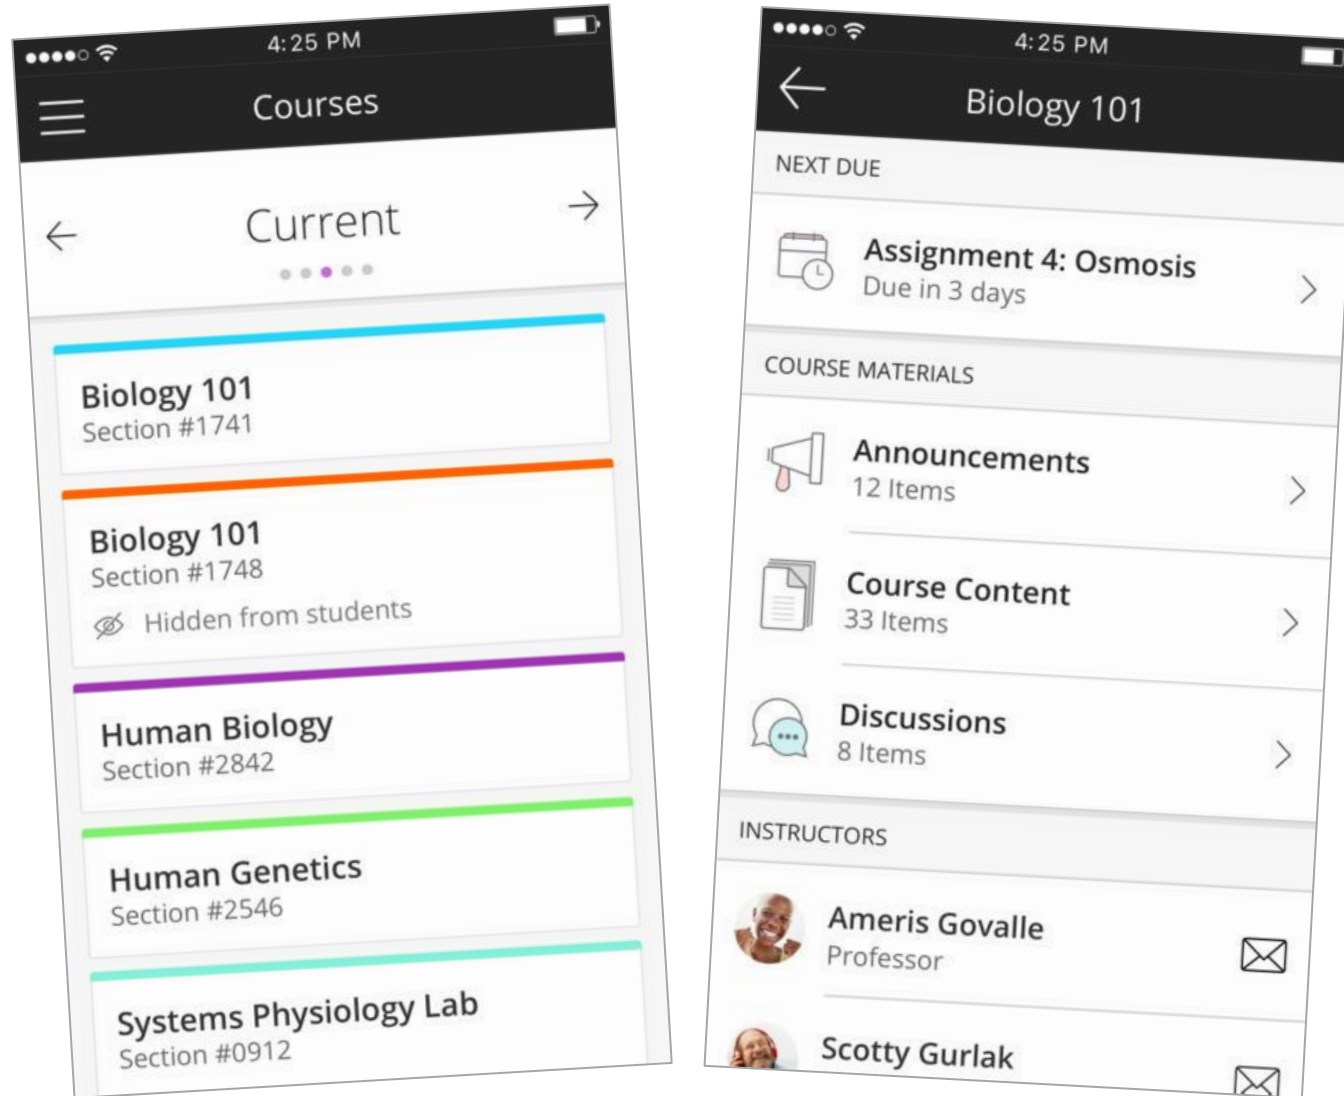 4:25 PM
Courses
Current
Biology 101
Section #1741
Biology 101
Section #1748
Hidden from students
Human Biology
Section #2842
Human Genetics
Section #2546
Systems Physiology Lab
Section #0912
4:25 PM
Biology 101
NEXT DUE
Assignment 4: Osmosis
Due in 3 days
COURSE MATERIALS
Announcements
12 Items
Course Content
33 Items
Discussions
8 Items
INSTRUCTORS
Ameris Govalle
Professor
Scotty Gurlak